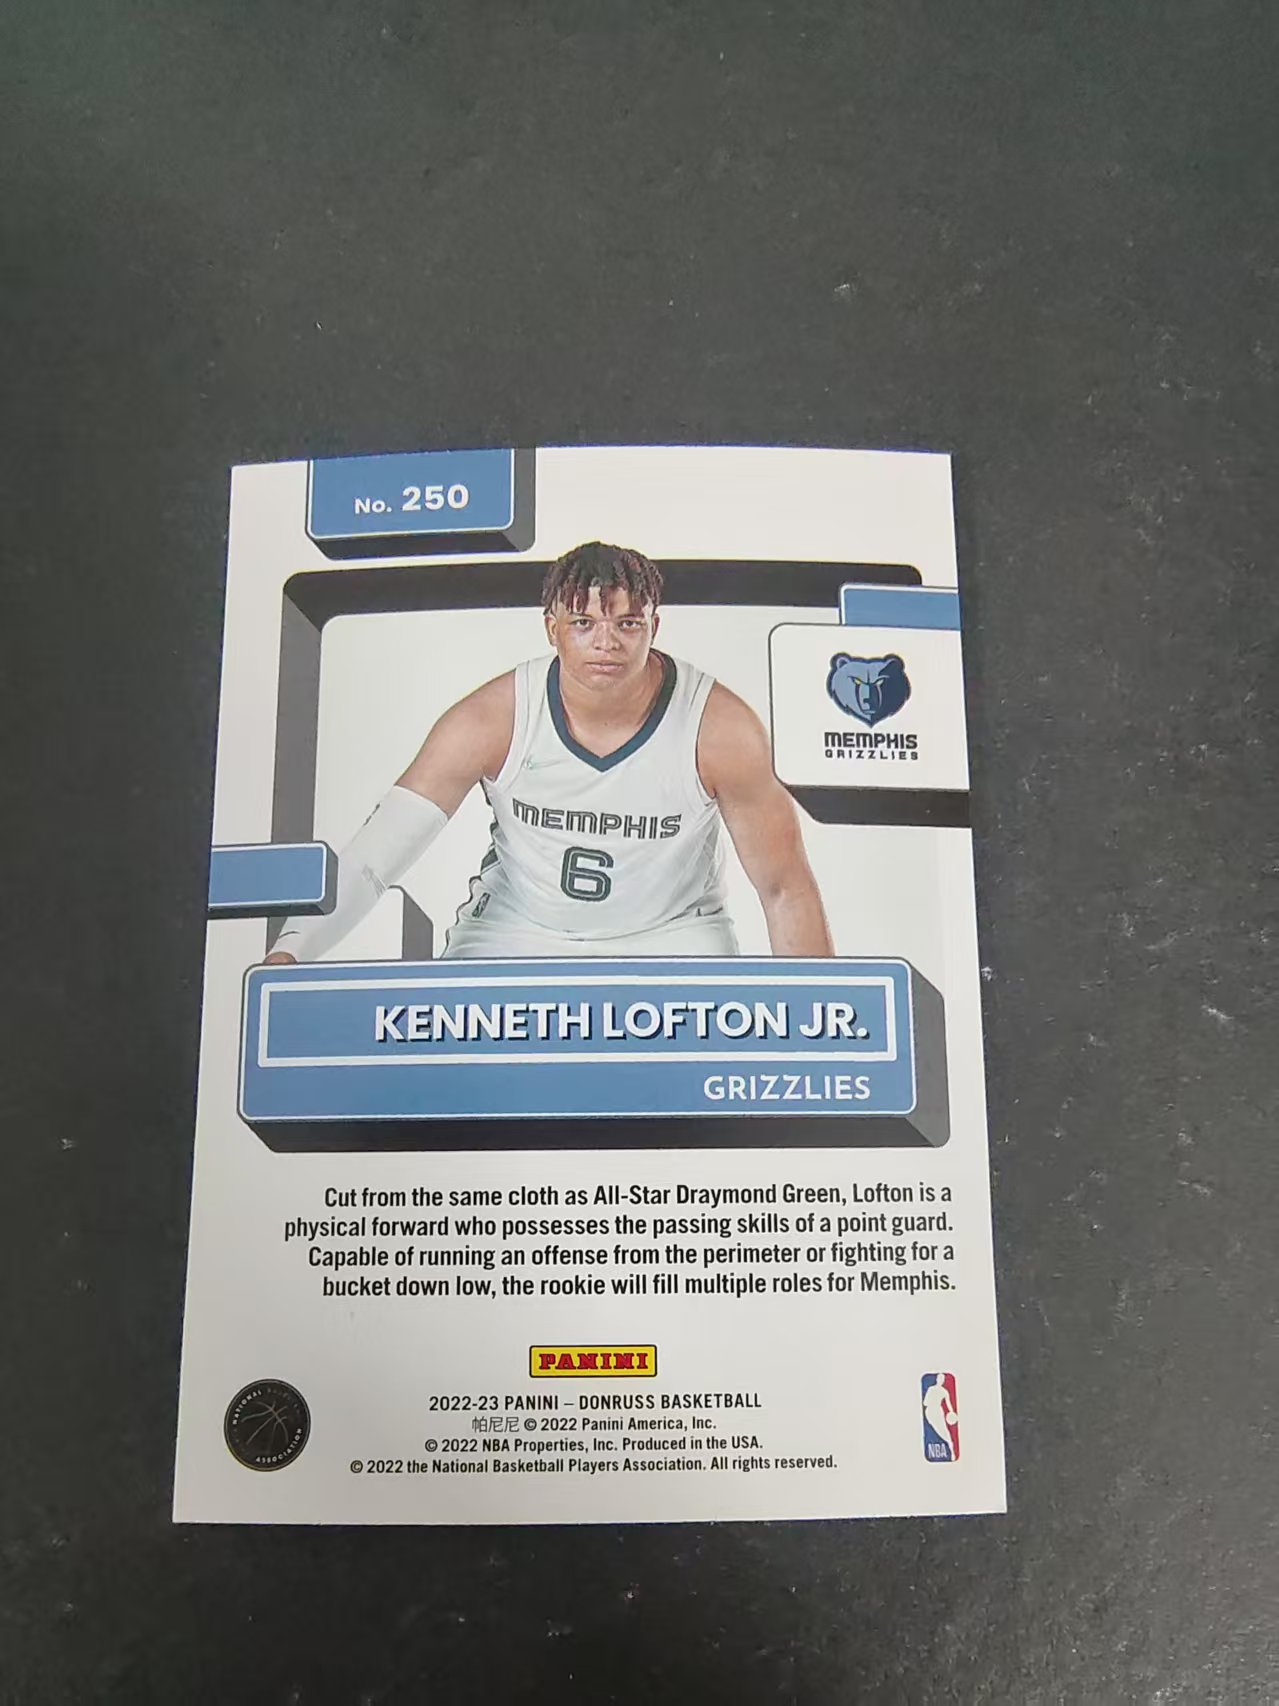 No. 250
MEMPHIS
GRIZZLIES
MEMPHIS
6
KENNETH LOFTON JR.
GRIZZLIES
Cut from the same cloth as All-Star Draymond Green, Lofton is a
physical forward who possesses the passing skills of a point guard.
Capable of running an offense from the perimeter or fighting for a
bucket down low, the rookie will fill multiple roles for Memphis.
PANINI
2022-23 PANINI – DONRUSS BASKETBALL
帕尼尼 © 2022 Panini America, Inc.
© 2022 NBA Properties, Inc. Produced in the USA.
© 2022 the National Basketball Players Association. All rights reserved.
NATIONAL BASKETBALL
ASSOCIATION
NBA